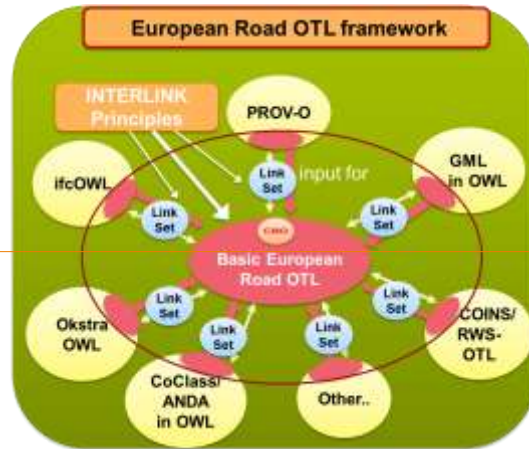 European Road OTL framework
INTERLINK
Principles
PROV-O
GML
in OWL
ifcOWL
Link
Set
input for
Link
Set
Link
Set
Basic European
Road OTL
Link
Set
Link
Set
Link
Set
Link
Set
Okstra
OWL
COINS/
RWS-
OTL
CoClass/
ANDA
in OWL
Other..